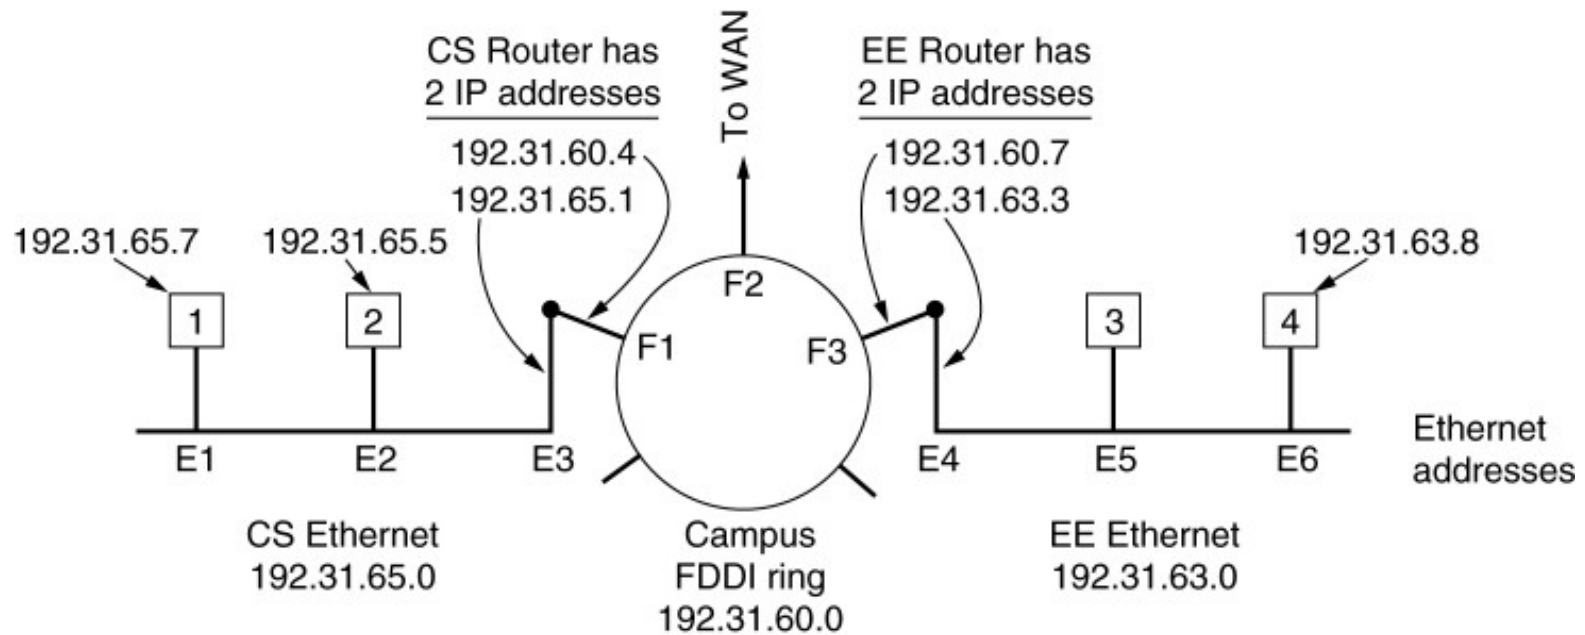 CS Router has
2 IP addresses
192.31.60.4
192.31.65.1
To WAN
EE Router has
2 IP addresses
192.31.60.7
192.31.63.3
192.31.65.7
192.31.65.5
192.31.63.8
1
2
F1
F2
F3
3
4
E1
E2
E3
E4
E5
E6
Ethernet
addresses
CS Ethernet
192.31.65.0
Campus
FDDI ring
192.31.60.0
EE Ethernet
192.31.63.0